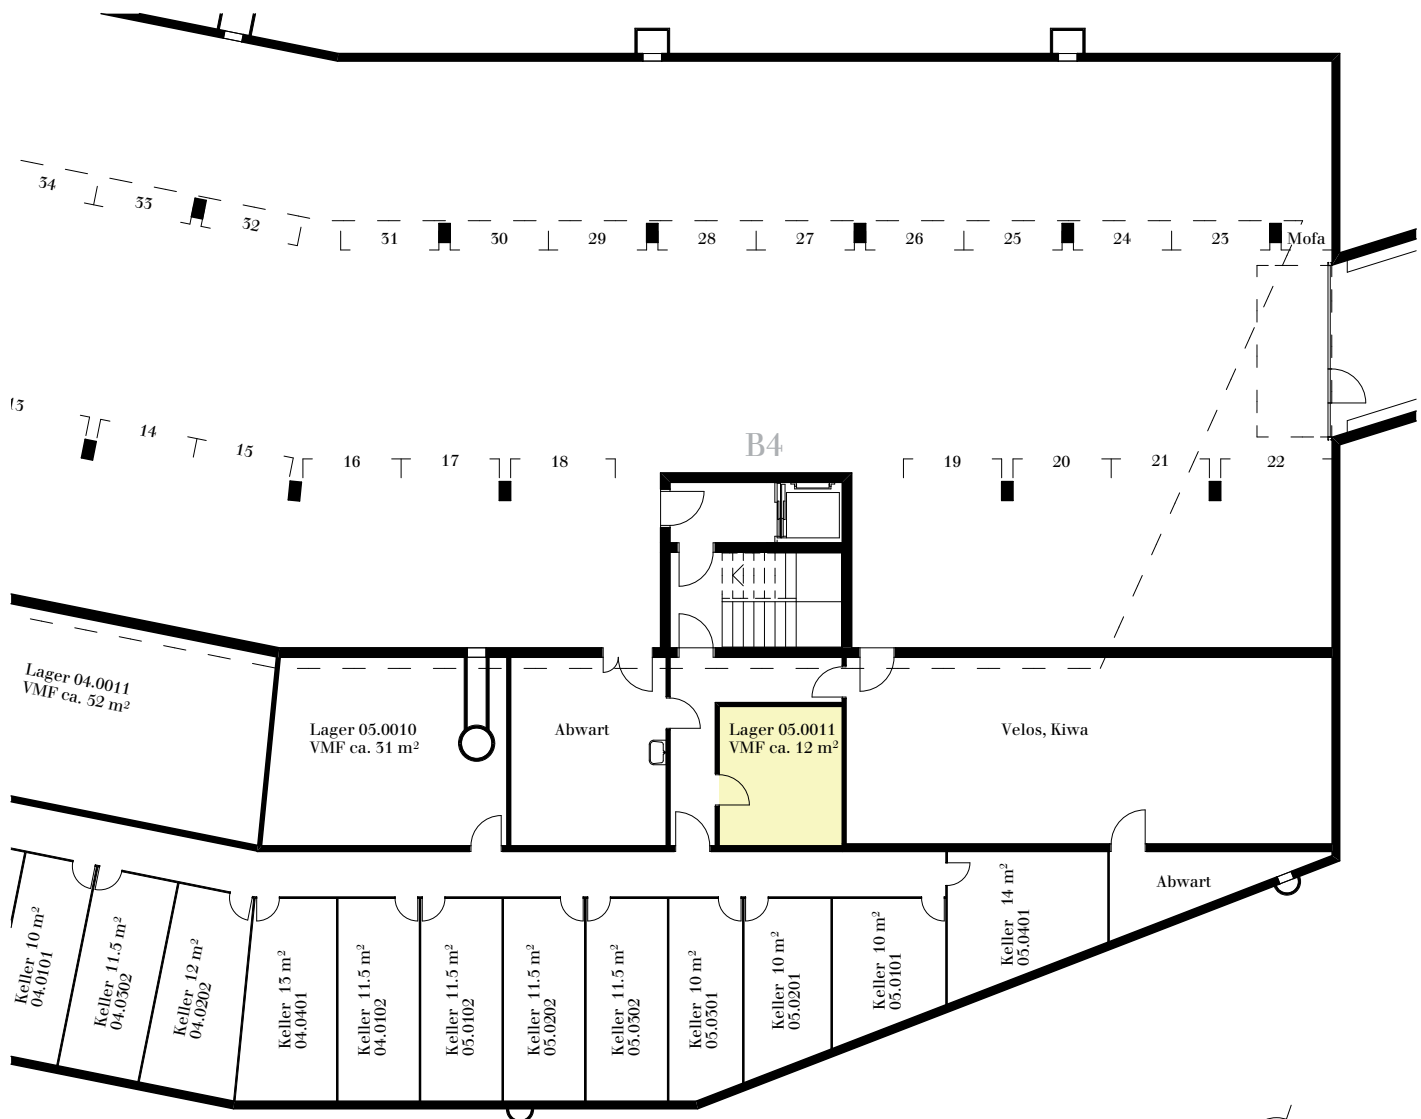 34
33
32
31
30
29
28
27
26
25
24
23
Mofa
13
14
15
16
17
18
B4
19
20
21
22
Lager 04.0011
VMF ca. 52 m²
Lager 05.0010
VMF ca. 31 m²
Abwart
Lager 05.0011
VMF ca. 12 m²
Velos, Kiwa
Abwart
Keller 10 m²
04.0101
Keller 11.5 m²
04.0302
Keller 12 m²
04.0202
Keller 13 m²
04.0401
Keller 11.5 m²
04.0102
Keller 11.5 m²
05.0102
Keller 11.5 m²
05.0202
Keller 11.5 m²
05.0302
Keller 10 m²
05.0301
Keller 10 m²
05.0201
Keller 10 m²
05.0101
Keller 14 m²
05.0401